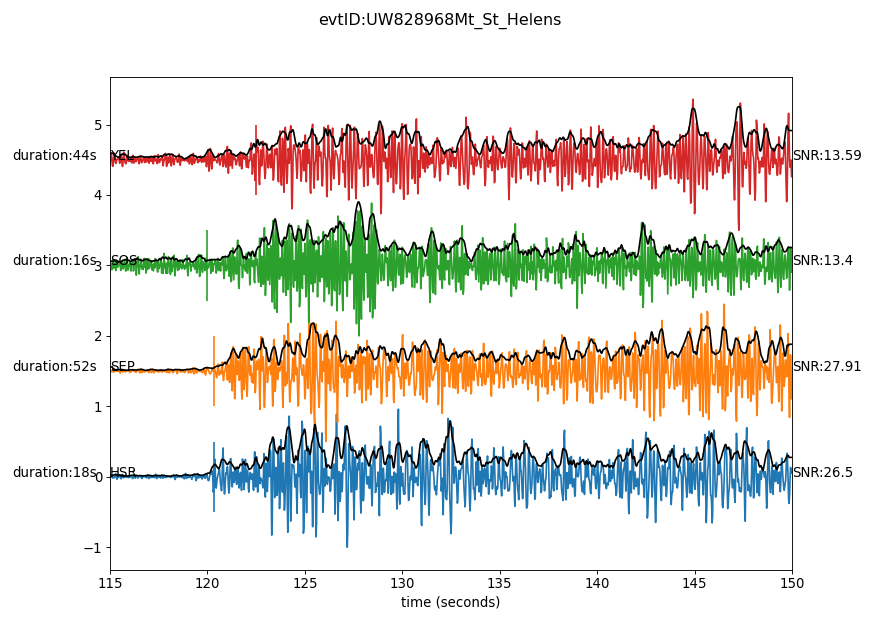 evtID:UW828968Mt_St_Helens
5
duration:44s YEL SNR:13.59
4
duration:16s SOS SNR:13.4
3
2
duration:52s SEP SNR:27.91
1
duration:18s HSR SNR:26.5
0
−1
115 120 125 130 135 140 145 150
time (seconds)